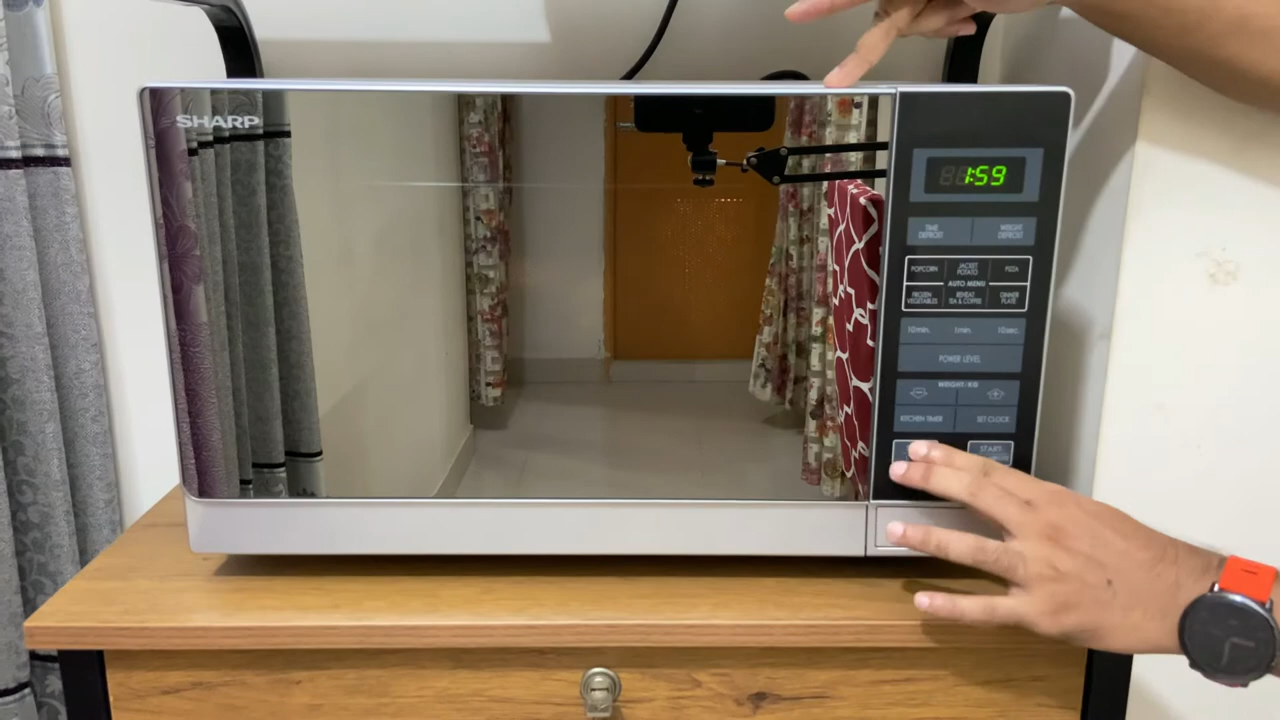 SHARP
1:59
TIME DEFROST
WEIGHT DEFROST
POPCORN
JACKET POTATO
PIZZA
AUTO MENU
FROZEN VEGETABLES
REHEAT TEA & COFFEE
DINNER PLATE
10min.
1min.
10sec.
POWER LEVEL
WEIGHT/KG
KITCHEN TIMER
SET CLOCK
START/